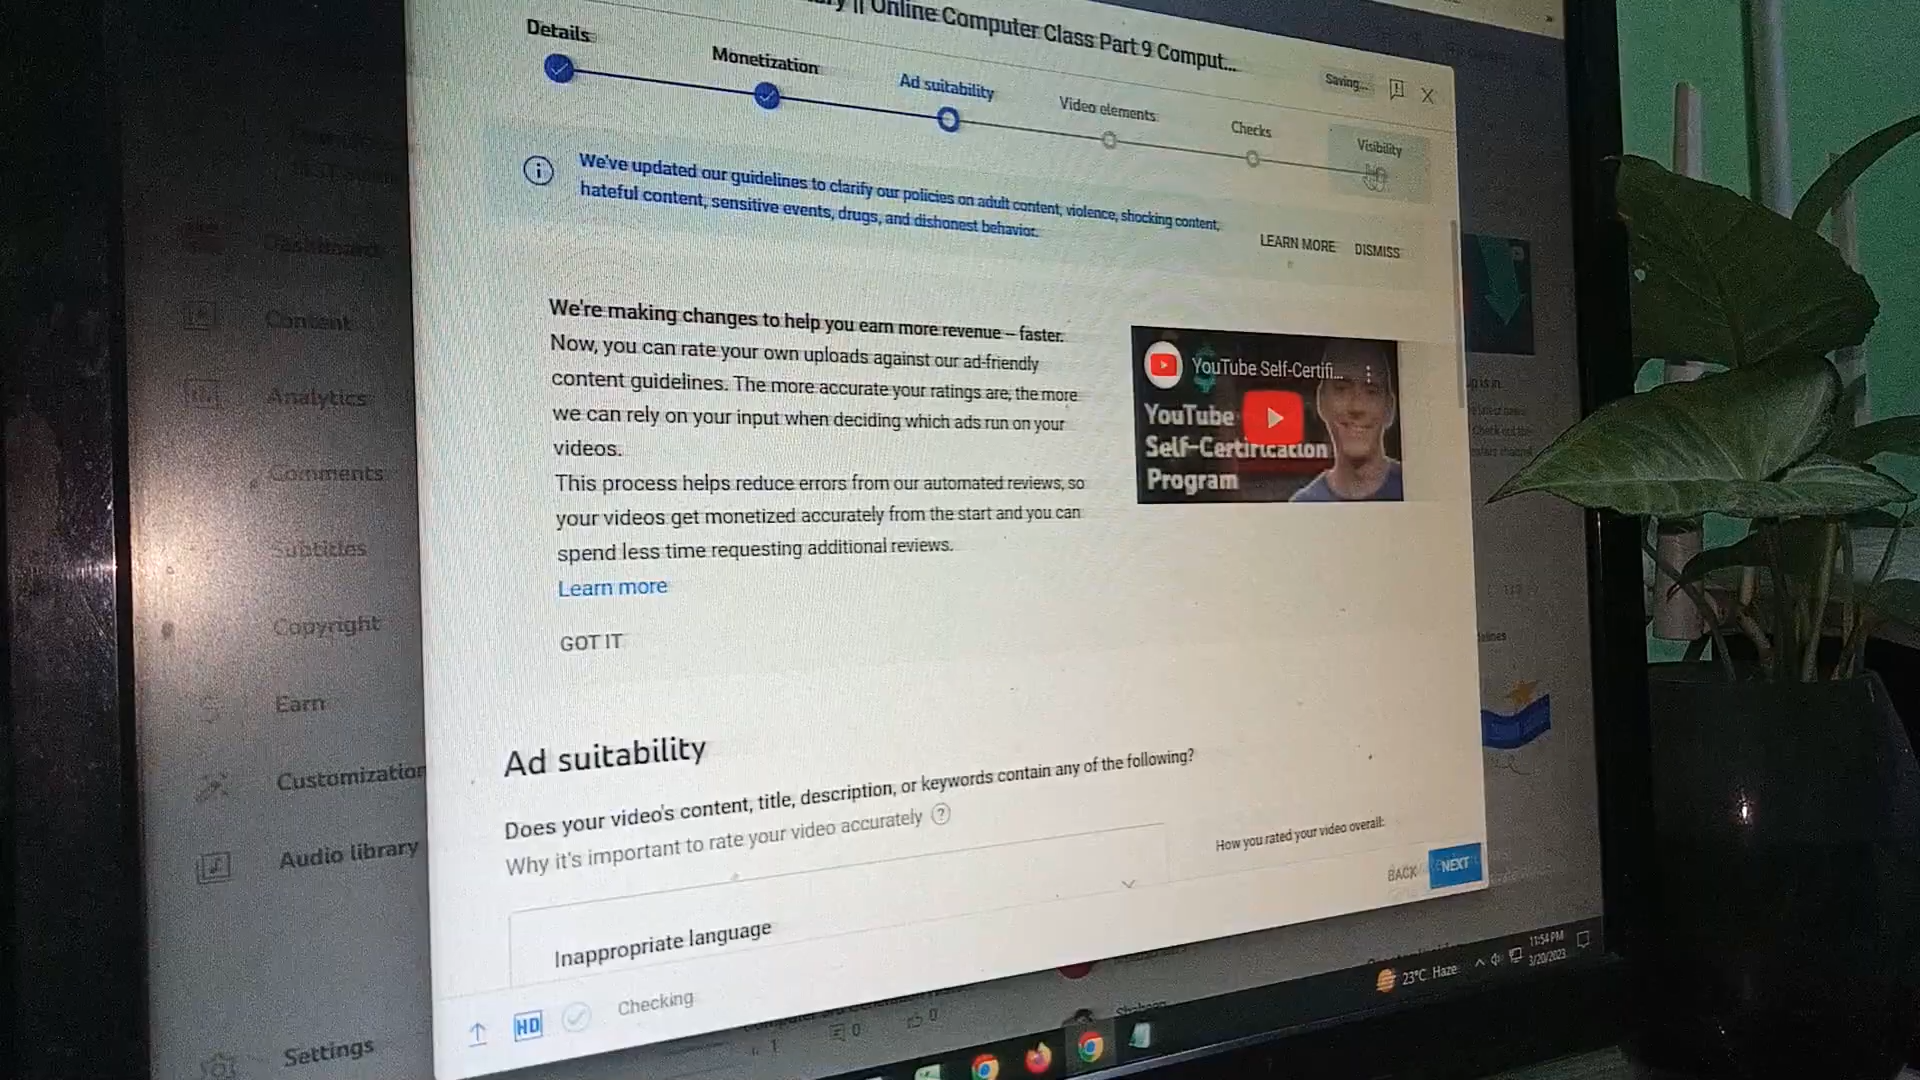 || Online Computer Class Part 9 Comput...
Saving...
Details
Monetization
Ad suitability
Video elements
Checks
Visibility
We've updated our guidelines to clarify our policies on adult content, violence, shocking content,
hateful content, sensitive events, drugs, and dishonest behavior.
LEARN MORE DISMISS
We're making changes to help you earn more revenue – faster.
Now, you can rate your own uploads against our ad-friendly
content guidelines. The more accurate your ratings are, the more
we can rely on your input when deciding which ads run on your
videos.
This process helps reduce errors from our automated reviews, so
your videos get monetized accurately from the start and you can
spend less time requesting additional reviews.
Learn more
GOT IT
YouTube Self-Certifi...
YouTube
Self-Certification
Program
Ad suitability
Does your video's content, title, description, or keywords contain any of the following?
Why it's important to rate your video accurately ?
How you rated your video overall:
Inappropriate language
BACK NEXT
HD Checking
Dashboard
Content
Analytics
Comments
Subtitles
Copyright
Earn
Customization
Audio library
Settings
1 0 0
23°C Haze
11:54 PM
3/20/2023